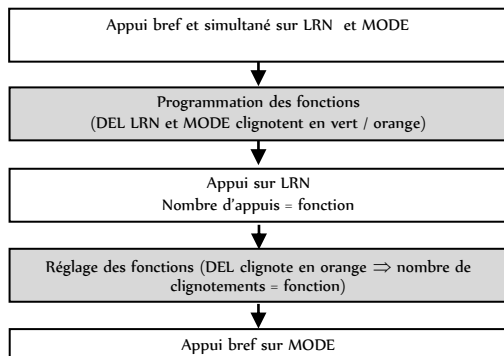 Appui bref et simultané sur LRN et MODE
Programmation des fonctions
(DEL LRN et MODE clignotent en vert / orange)
Appui sur LRN
Nombre d'appuis = fonction
Réglage des fonctions (DEL clignote en orange ⇒ nombre de
clignotements = fonction)
Appui bref sur MODE